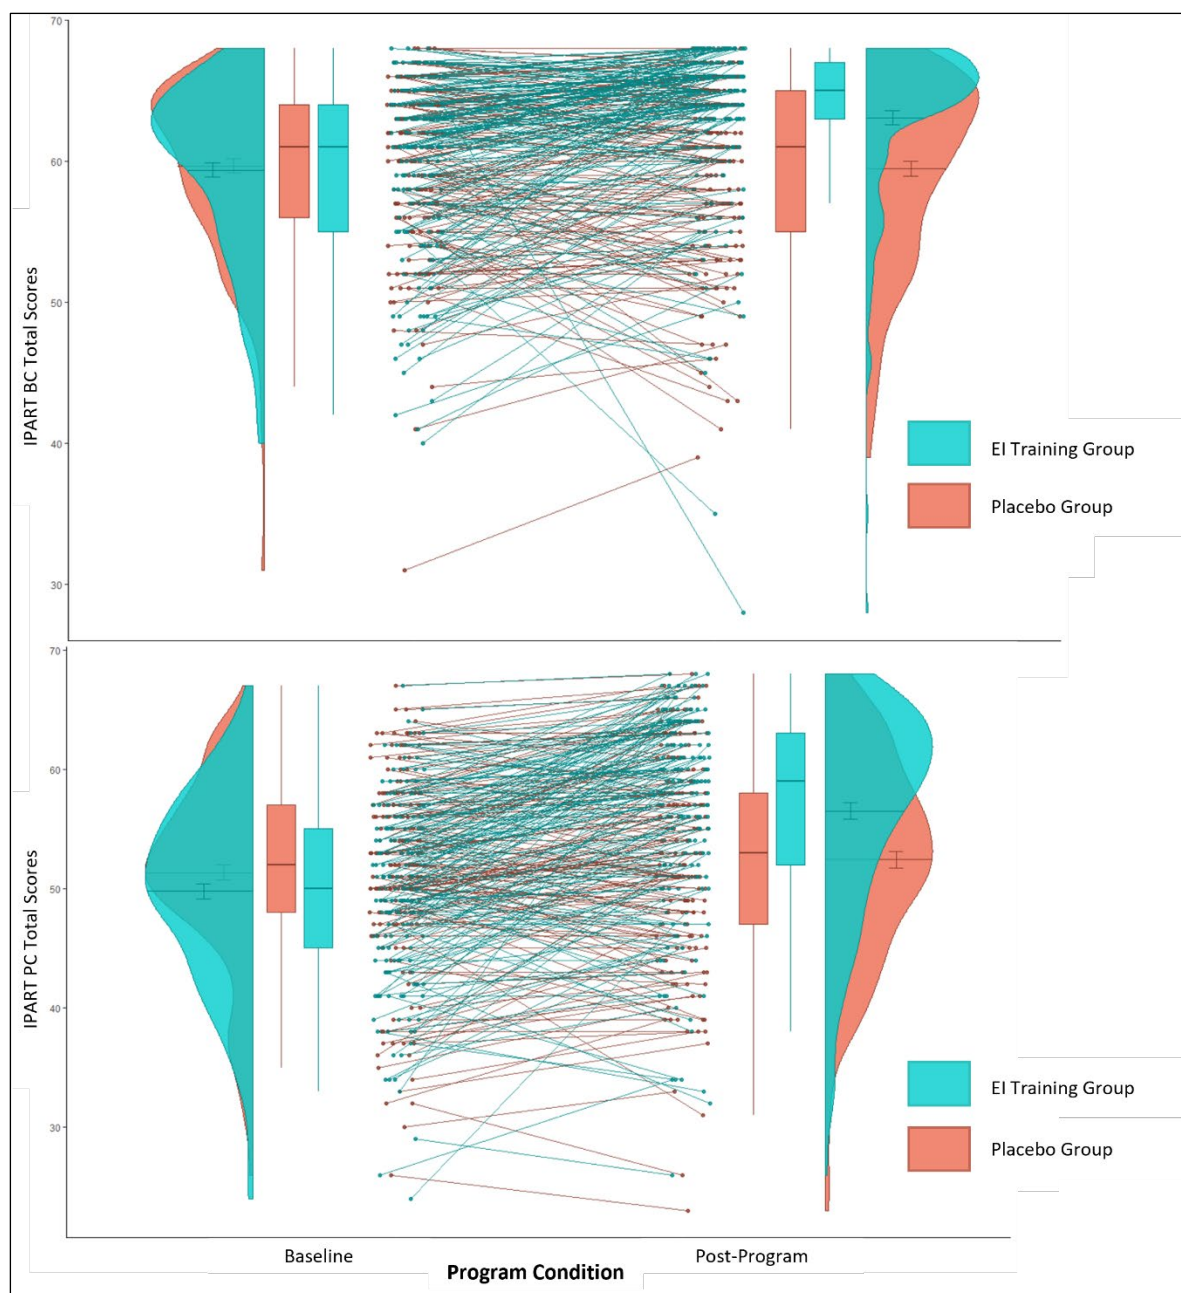 70
60
50
40
30
IPART BC Total Scores
EI Training Group
Placebo Group
70
60
50
40
30
IPART PC Total Scores
EI Training Group
Placebo Group
Baseline
Post-Program
Program Condition